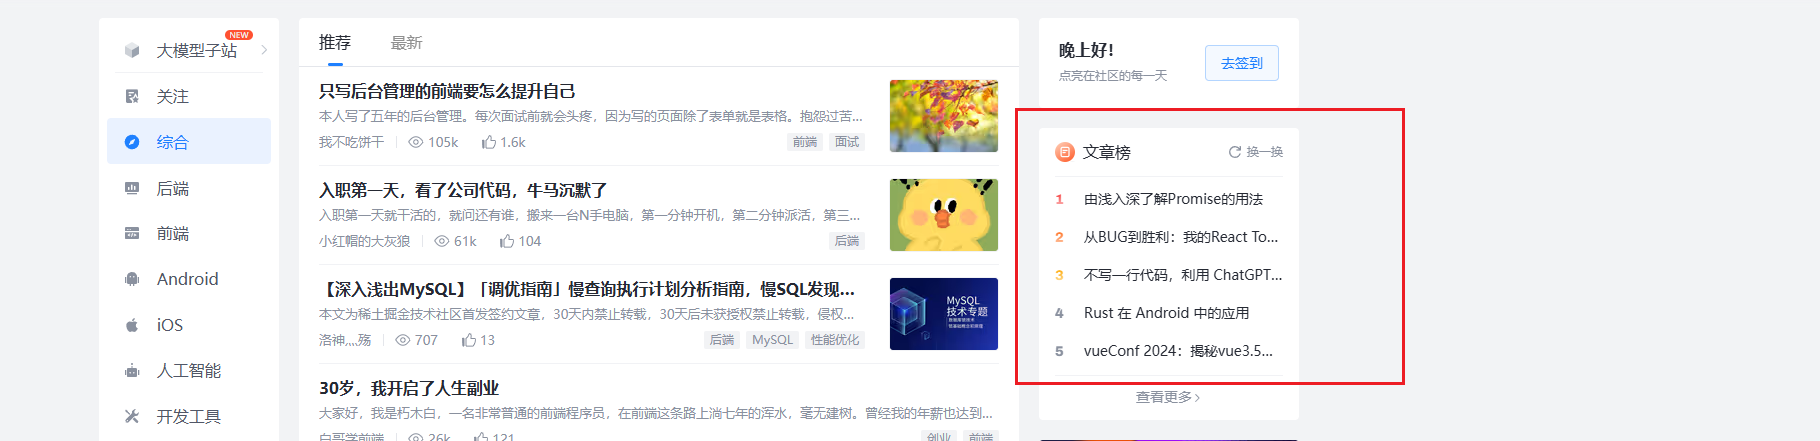 大模型子站
NEW
关注
综合
后端
前端
Android
iOS
人工智能
开发工具
推荐
最新
只写后台管理的前端要怎么提升自己
本人写了五年的后台管理。每次面试前就会头疼，因为写的页面除了表单就是表格。抱怨过苦...
我不吃饼干
105k
1.6k
前端
面试
入职第一天，看了公司代码，牛马沉默了
入职第一天就干活的，就问还有谁，搬来一台N手电脑，第一分钟开机，第二分钟派活，第三...
小红帽的大灰狼
61k
104
后端
【深入浅出MySQL】「调优指南」慢查询执行计划分析指南，慢SQL发现...
本文为稀土掘金技术社区首发签约文章，30天内禁止转载，30天后未获授权禁止转载，侵权...
洛神灬殇
707
13
后端
MySQL
性能优化
MySQL
技术专题
30岁，我开启了人生副业
大家好，我是朽木白，一名非常普通的前端程序员，在前端这条路上淌七年的浑水，毫无建树。曾经我的年薪也达到...
白哥学前端
26k
121
创业
前端
晚上好！
点亮在社区的每一天
去签到
文章榜
换一换
1 由浅入深了解Promise的用法
2 从BUG到胜利：我的React To...
3 不写一行代码，利用 ChatGPT...
4 Rust 在 Android 中的应用
5 vueConf 2024：揭秘vue3.5...
查看更多